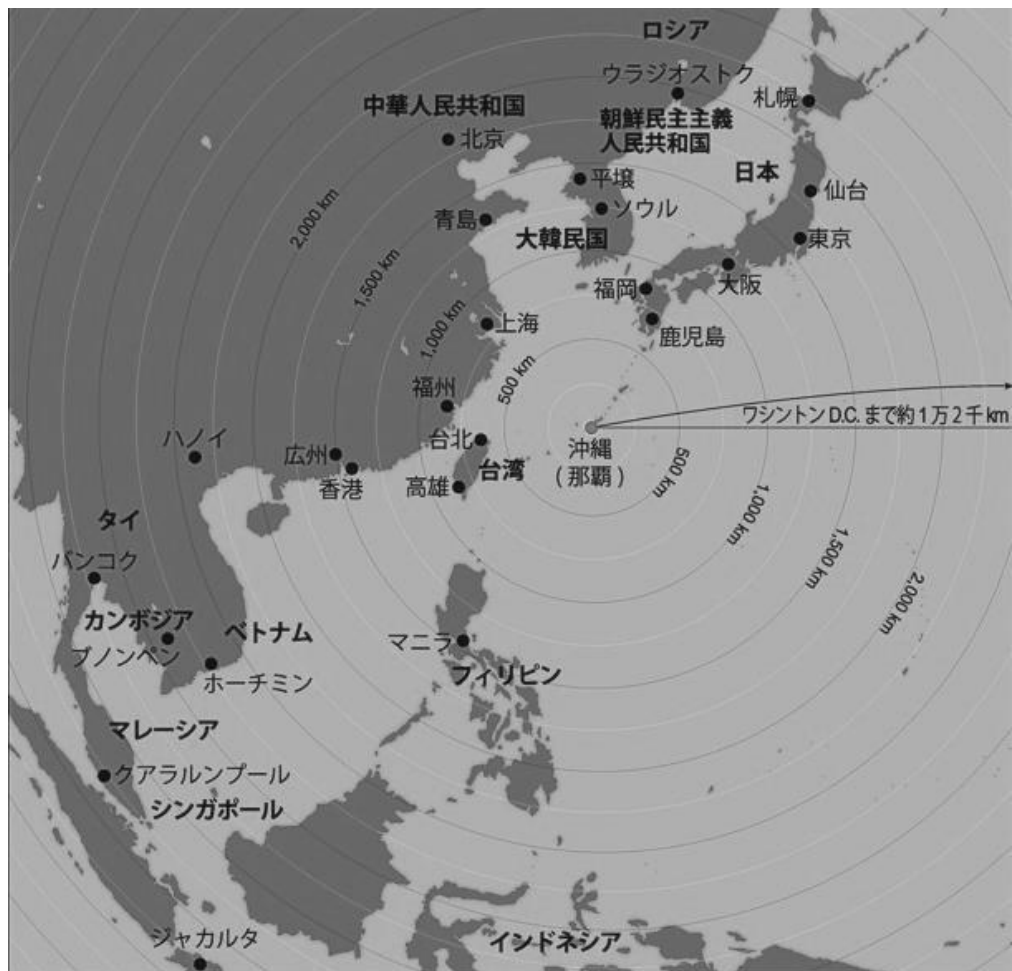 ロシア
ウラジオストク
札幌
中華人民共和国
北京
朝鮮民主主義
人民共和国
日本
平壌
仙台
2,000 km
青島
ソウル
大韓民国
東京
1,500 km
福岡
大阪
1,000 km
上海
鹿児島
500 km
福州
ワシントンD.C.まで約1万2千km
ハノイ
広州
台北
沖縄
(那覇)
香港
台湾
高雄
500 km
1,000 km
1,500 km
2,000 km
タイ
バンコク
カンボジア
プノンペン
ベトナム
ホーチミン
マニラ
フィリピン
マレーシア
クアラルンプール
シンガポール
ジャカルタ
インドネシア